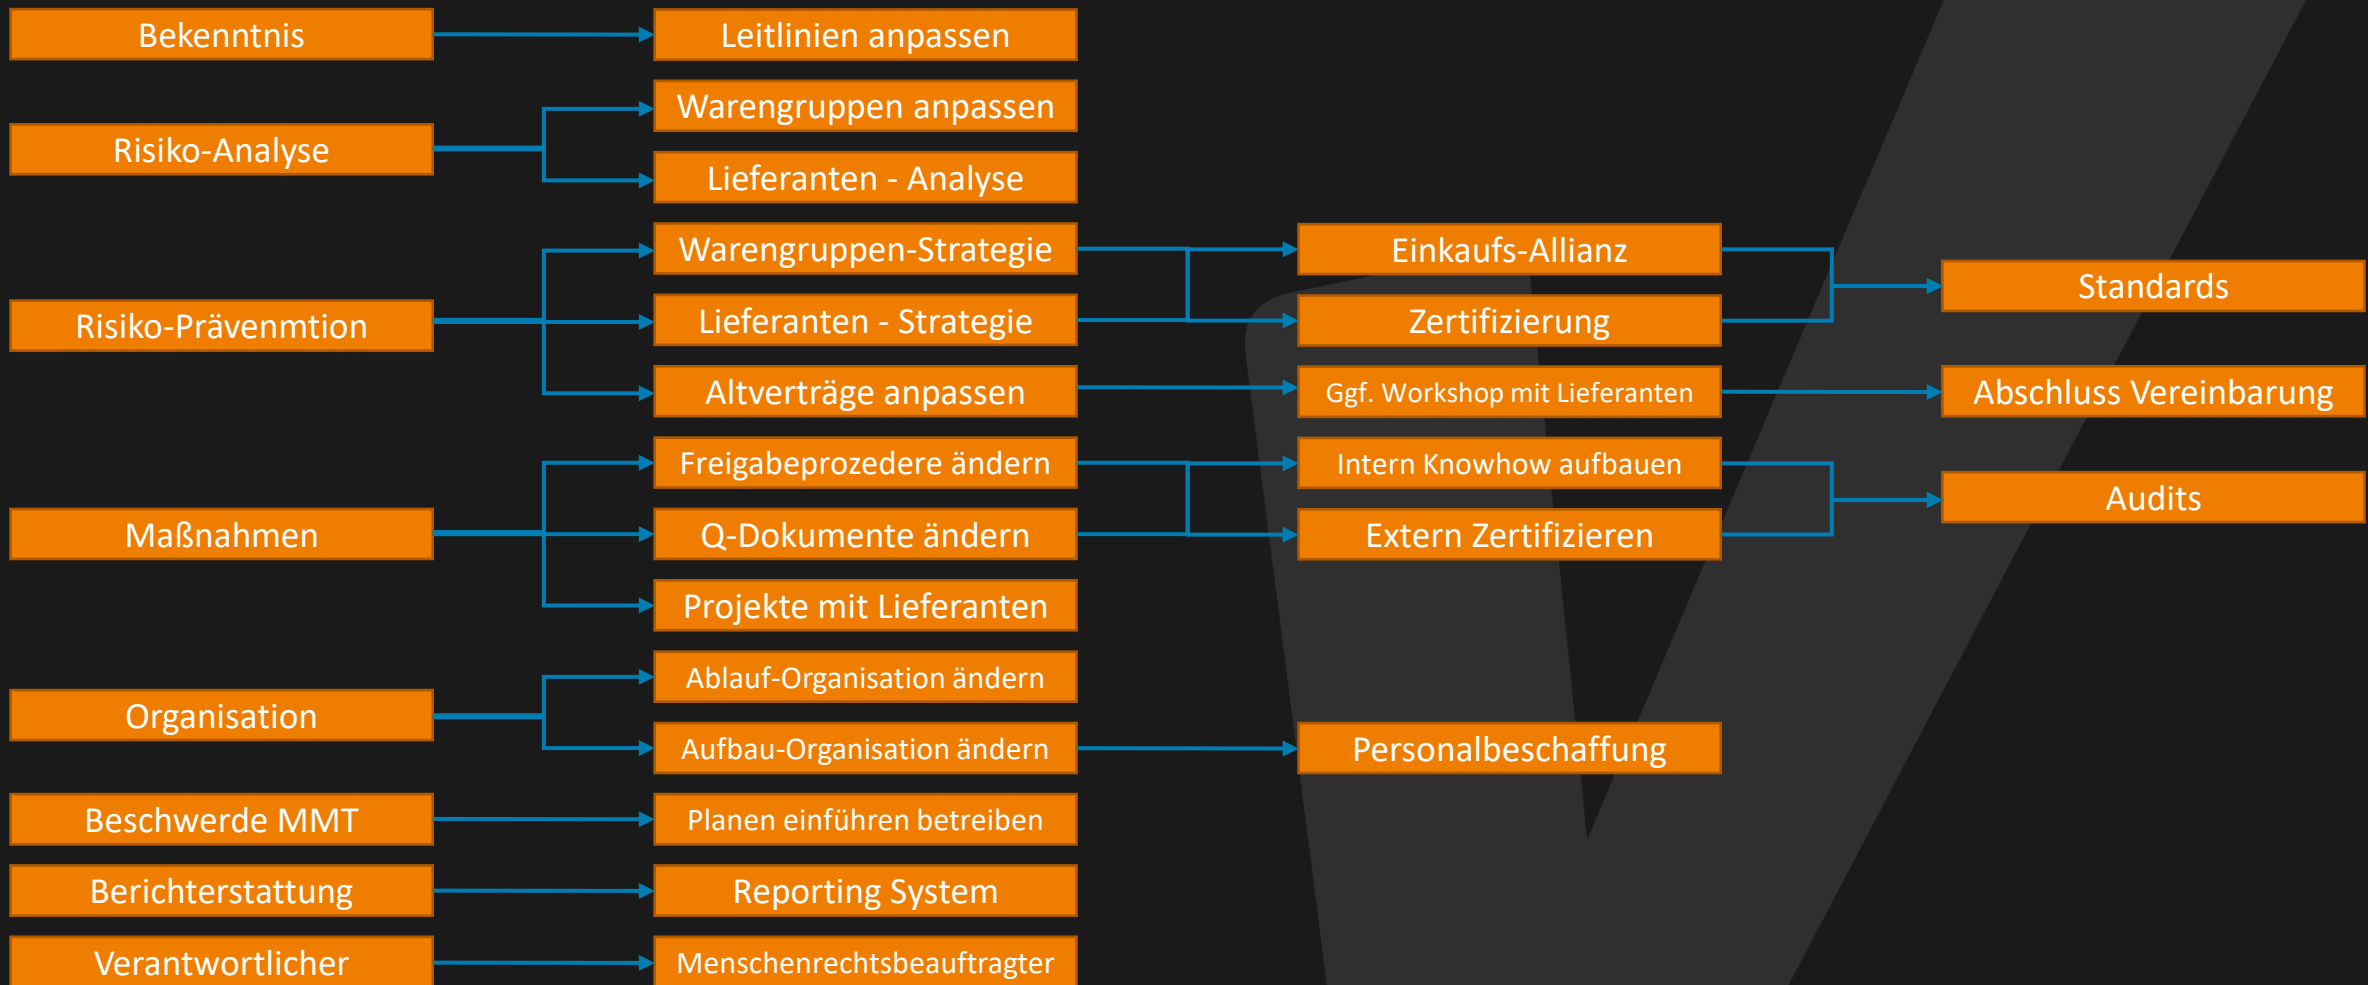 Bekenntnis
Leitlinien anpassen
Risiko-Analyse
Warengruppen anpassen
Lieferanten - Analyse
Risiko-Prävenmtion
Warengruppen-Strategie
Lieferanten - Strategie
Altverträge anpassen
Einkaufs-Allianz
Zertifizierung
Ggf. Workshop mit Lieferanten
Standards
Abschluss Vereinbarung
Maßnahmen
Freigabeprozedere ändern
Q-Dokumente ändern
Projekte mit Lieferanten
Intern Knowhow aufbauen
Extern Zertifizieren
Audits
Organisation
Ablauf-Organisation ändern
Aufbau-Organisation ändern
Personalbeschaffung
Beschwerde MMT
Planen einführen betreiben
Berichterstattung
Reporting System
Verantwortlicher
Menschenrechtsbeauftragter